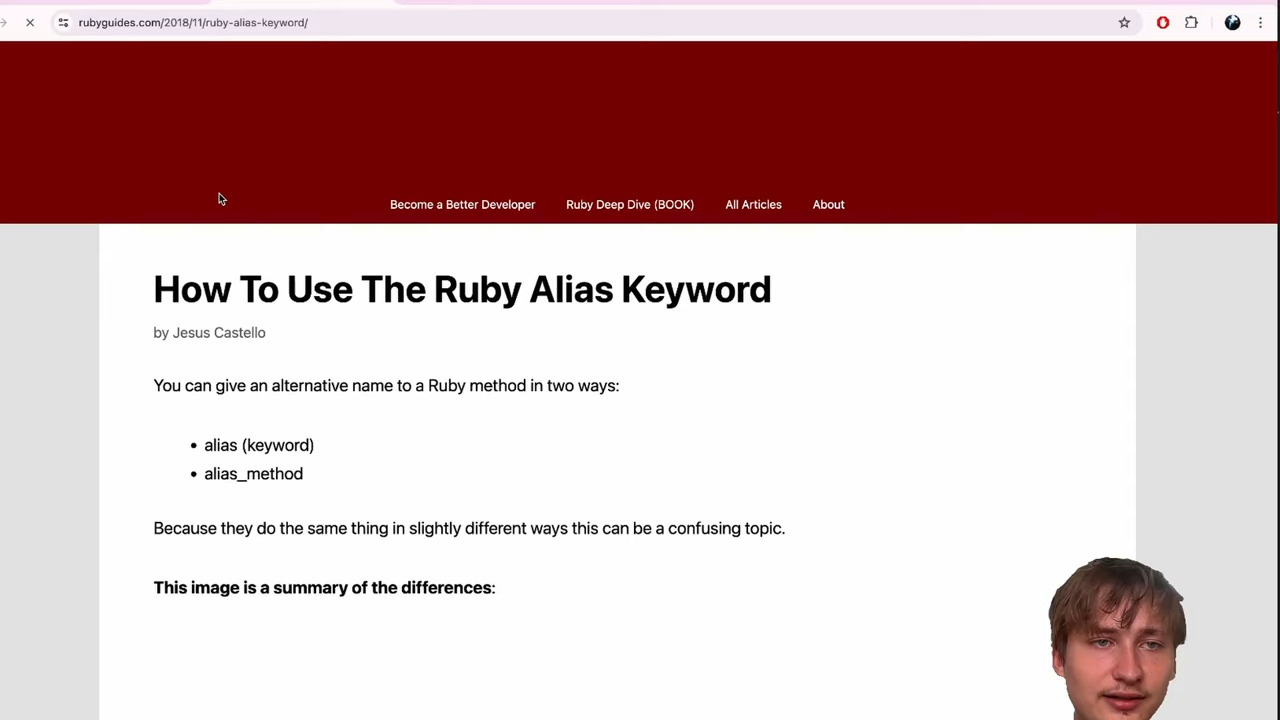 rubyguides.com/2018/11/ruby-alias-keyword/
Become a Better Developer Ruby Deep Dive (BOOK) All Articles About
How To Use The Ruby Alias Keyword
by Jesus Castello
You can give an alternative name to a Ruby method in two ways:
• alias (keyword)
• alias_method
Because they do the same thing in slightly different ways this can be a confusing topic.
This image is a summary of the differences: